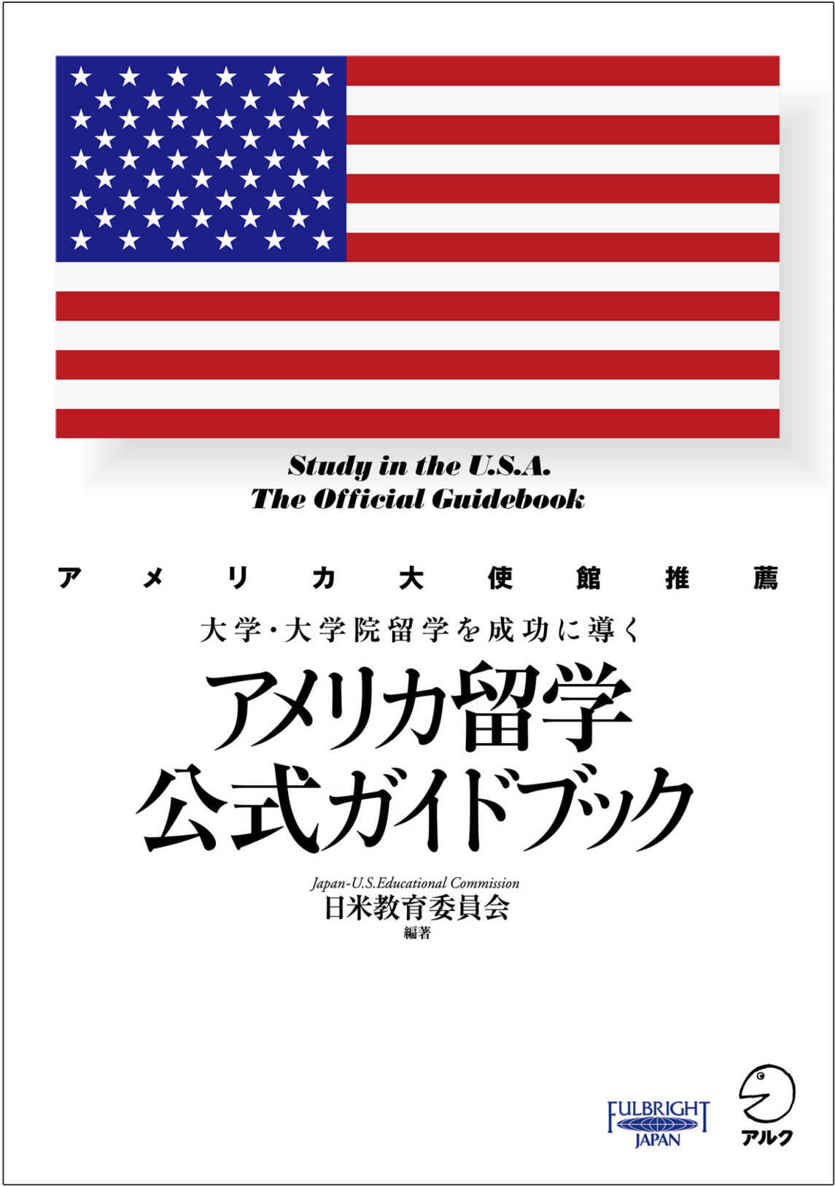 Study in the U.S.A.
The Official Guidebook
アメリカ大使館推薦
大学・大学院留学を成功に導く
アメリカ留学
公式ガイドブック
Japan-U.S.Educational Commission
日米教育委員会
編著
FULBRIGHT
JAPAN
アルク